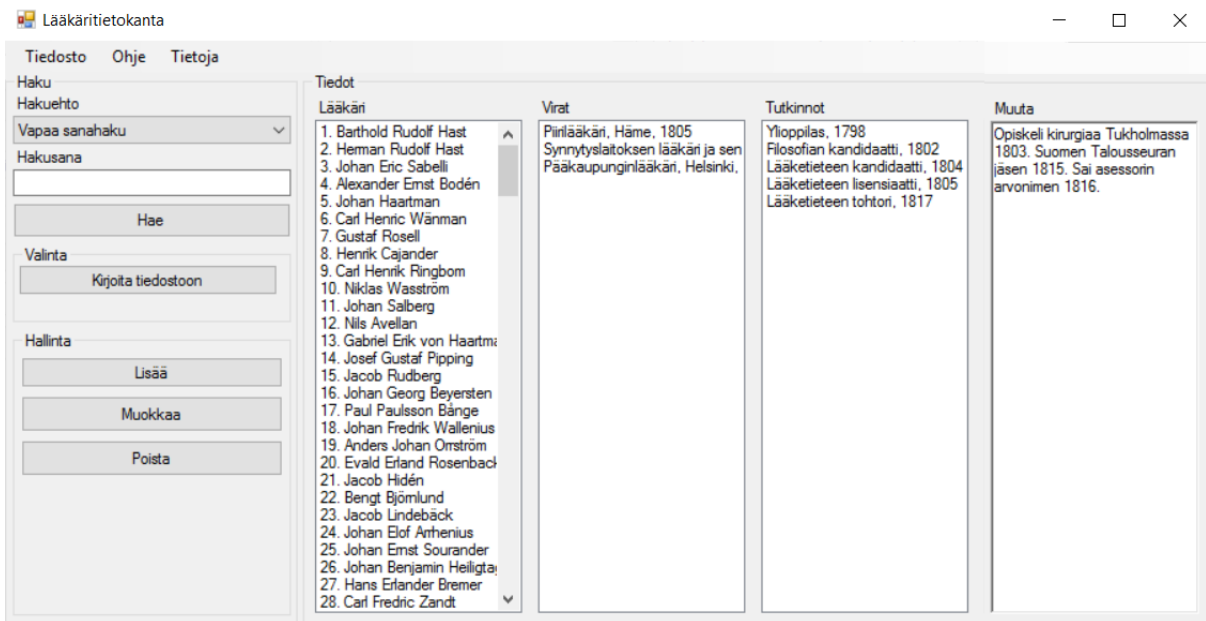 Lääkäritietokanta
Tiedosto Ohje Tietoja
Haku
Hakuehto
Vapaa sanahaku
Hakusana
Hae
Valinta
Kirjoita tiedostoon
Hallinta
Lisää
Muokkaa
Poista
Tiedot
Lääkäri
1. Barthold Rudolf Hast
2. Herman Rudolf Hast
3. Johan Eric Sabelli
4. Alexander Ernst Bodén
5. Johan Haartman
6. Carl Henric Wänman
7. Gustaf Rosell
8. Henrik Cajander
9. Carl Henrik Ringbom
10. Niklas Wasström
11. Johan Salberg
12. Nils Avellan
13. Gabriel Erik von Haartma
14. Josef Gustaf Pipping
15. Jacob Rudberg
16. Johan Georg Beyersten
17. Paul Paulsson Bånge
18. Johan Fredrik Wallenius
19. Anders Johan Orrström
20. Evald Erland Rosenback
21. Jacob Hidén
22. Bengt Björnlund
23. Jacob Lindebäck
24. Johan Elof Arrhenius
25. Johan Ernst Sourander
26. Johan Benjamin Heiligtag
27. Hans Erlander Bremer
28. Carl Fredric Zandt
Virat
Piirilääkäri, Häme, 1805
Synnytyslaitoksen lääkäri ja sen
Pääkaupunginlääkäri, Helsinki,
Tutkinnot
Ylioppilas, 1798
Filosofian kandidaatti, 1802
Lääketieteen kandidaatti, 1804
Lääketieteen lisensiaatti, 1805
Lääketieteen tohtori, 1817
Muuta
Opiskeli kirurgiaa Tukholmassa
1803. Suomen Talousseuran
jäsen 1815. Sai asessorin
arvonimen 1816.